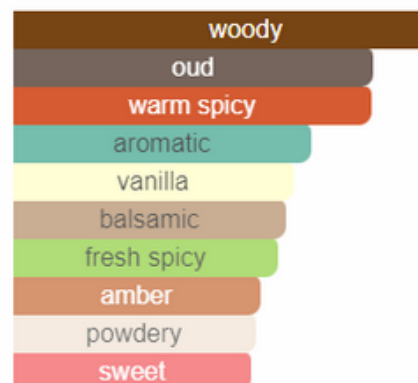 woody
oud
warm spicy
aromatic
vanilla
balsamic
fresh spicy
amber
powdery
sweet